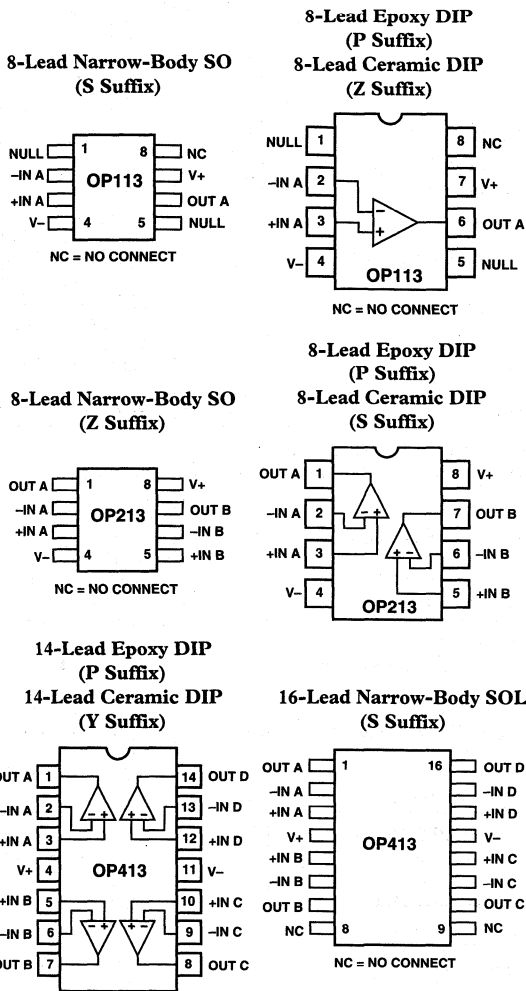 8-Lead Narrow-Body SO
(S Suffix)
NULL 1 8 NC
–IN A V+
OP113
+IN A OUT A
V– 4 5 NULL
NC = NO CONNECT
8-Lead Epoxy DIP
(P Suffix)
8-Lead Ceramic DIP
(Z Suffix)
NULL 1 8 NC
–IN A 2 7 V+
–
+IN A 3 + 6 OUT A
V– 4 5 NULL
OP113
NC = NO CONNECT
8-Lead Narrow-Body SO
(Z Suffix)
OUT A 1 8 V+
–IN A OUT B
OP213
+IN A –IN B
V– 4 5 +IN B
NC = NO CONNECT
8-Lead Epoxy DIP
(P Suffix)
8-Lead Ceramic DIP
(S Suffix)
OUT A 1 8 V+
–IN A 2 – + 7 OUT B
+IN A 3 + – 6 –IN B
V– 4 5 +IN B
OP213
14-Lead Epoxy DIP
(P Suffix)
14-Lead Ceramic DIP
(Y Suffix)
OUT A 1 14 OUT D
–IN A 2 – + + – 13 –IN D
+IN A 3 12 +IN D
V+ 4 OP413 11 V–
+IN B 5 10 +IN C
–IN B 6 – + + – 9 –IN C
OUT B 7 8 OUT C
16-Lead Narrow-Body SOL
(S Suffix)
OUT A 1 16 OUT D
–IN A –IN D
+IN A +IN D
V+ V–
OP413
+IN B +IN C
–IN B –IN C
OUT B OUT C
NC 8 9 NC
NC = NO CONNECT